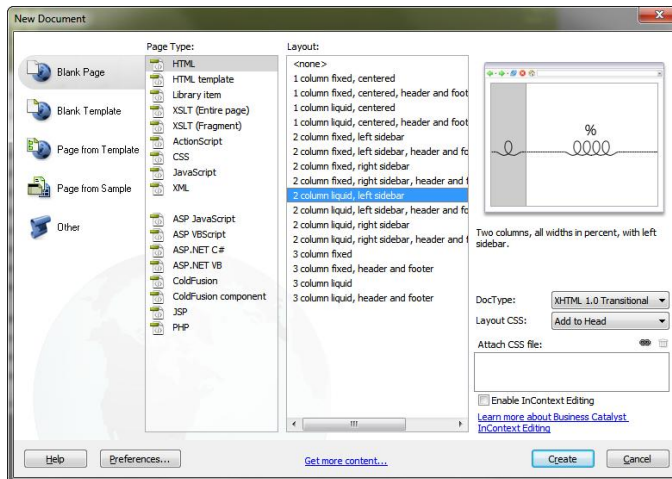 New Document
Blank Page
Blank Template
Page from Template
Page from Sample
Other
Page Type:
HTML
HTML template
Library item
XSLT (Entire page)
XSLT (Fragment)
ActionScript
CSS
JavaScript
XML
ASP JavaScript
ASP VBScript
ASP.NET C#
ASP.NET VB
ColdFusion
ColdFusion component
JSP
PHP
Layout:
<none>
1 column fixed, centered
1 column fixed, centered, header and foot
1 column liquid, centered
1 column liquid, centered, header and foot
2 column fixed, left sidebar
2 column fixed, left sidebar, header and fo
2 column fixed, right sidebar
2 column fixed, right sidebar, header and f
2 column liquid, left sidebar
2 column liquid, left sidebar, header and fo
2 column liquid, right sidebar
2 column liquid, right sidebar, header and f
3 column fixed
3 column fixed, header and footer
3 column liquid
3 column liquid, header and footer
%
Two columns, all widths in percent, with left
sidebar.
DocType: XHTML 1.0 Transitional
Layout CSS: Add to Head
Attach CSS file:
Enable InContext Editing
Learn more about Business Catalyst
InContext Editing
Help
Preferences...
Get more content...
Create
Cancel